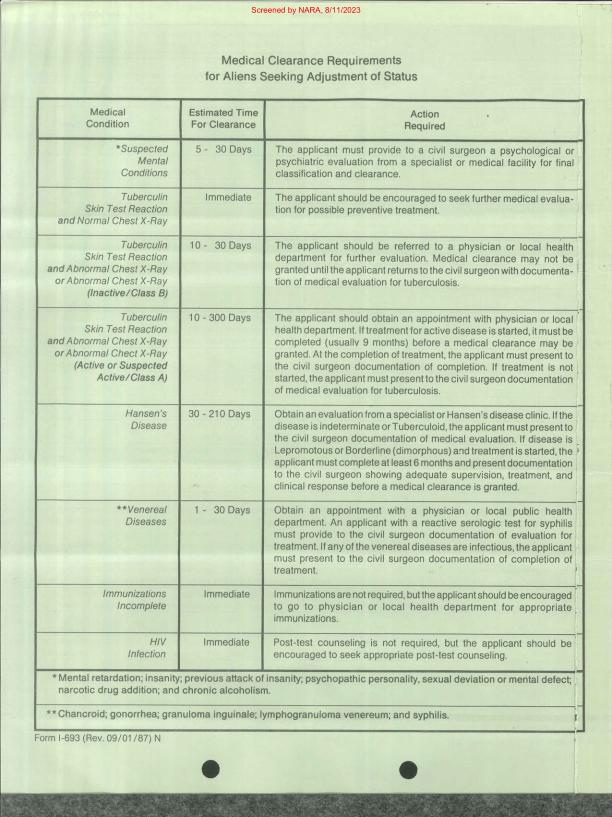 Screened by NARA, 8/11/2023
Medical Clearance Requirements
for Aliens Seeking Adjustment of Status
Medical
Condition
Estimated Time
For Clearance
Action
Required
*Suspected
Mental
Conditions
5 - 30 Days
The applicant must provide to a civil surgeon a psychological or
psychiatric evaluation from a specialist or medical facility for final
classification and clearance.
Tuberculin
Skin Test Reaction
and Normal Chest X-Ray
Immediate
The applicant should be encouraged to seek further medical evalua-
tion for possible preventive treatment.
Tuberculin
Skin Test Reaction
and Abnormal Chest X-Ray
or Abnormal Chest X-Ray
(Inactive/Class B)
10 - 30 Days
The applicant should be referred to a physician or local health
department for further evaluation. Medical clearance may not be
granted until the applicant returns to the civil surgeon with documenta-
tion of medical evaluation for tuberculosis.
Tuberculin
Skin Test Reaction
and Abnormal Chest X-Ray
or Abnormal Chect X-Ray
(Active or Suspected
Active/Class A)
10 - 300 Days
The applicant should obtain an appointment with physician or local
health department. If treatment for active disease is started, it must be
completed (usually 9 months) before a medical clearance may be
granted. At the completion of treatment, the applicant must present to
the civil surgeon documentation of completion. If treatment is not
started, the applicant must present to the civil surgeon documentation
of medical evaluation for tuberculosis.
Hansen's
Disease
30 - 210 Days
Obtain an evaluation from a specialist or Hansen's disease clinic. If the
disease is indeterminate or Tuberculoid, the applicant must present to
the civil surgeon documentation of medical evaluation. If disease is
Lepromotous or Borderline (dimorphous) and treatment is started, the
applicant must complete at least 6 months and present documentation
to the civil surgeon showing adequate supervision, treatment, and
clinical response before a medical clearance is granted.
**Venereal
Diseases
1 - 30 Days
Obtain an appointment with a physician or local public health
department. An applicant with a reactive serologic test for syphilis
must provide to the civil surgeon documentation of evaluation for
treatment. If any of the venereal diseases are infectious, the applicant
must present to the civil surgeon documentation of completion of
treatment.
Immunizations
Incomplete
Immediate
Immunizations are not required, but the applicant should be encouraged
to go to physician or local health department for appropriate
immunizations.
HIV
Infection
Immediate
Post-test counseling is not required, but the applicant should be
encouraged to seek appropriate post-test counseling.
* Mental retardation; insanity; previous attack of insanity; psychopathic personality, sexual deviation or mental defect;
narcotic drug addition; and chronic alcoholism.
** Chancroid; gonorrhea; granuloma inguinale; lymphogranuloma venereum; and syphilis.
Form I-693 (Rev. 09/01/87) N